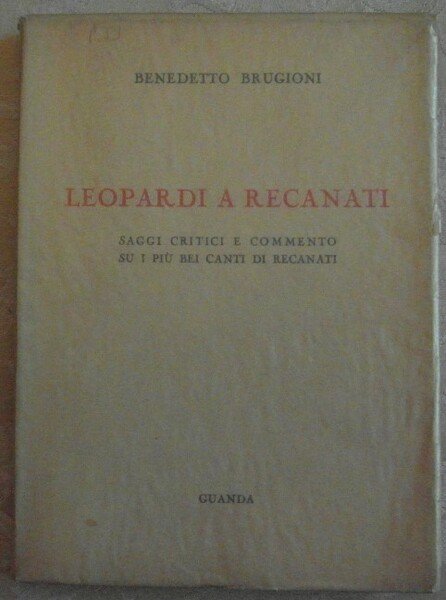 BENEDETTO BRUGIONI
LEOPARDI A RECANATI
SAGGI CRITICI E COMMENTO
SU I PIÙ BEI CANTI DI RECANATI
GUANDA